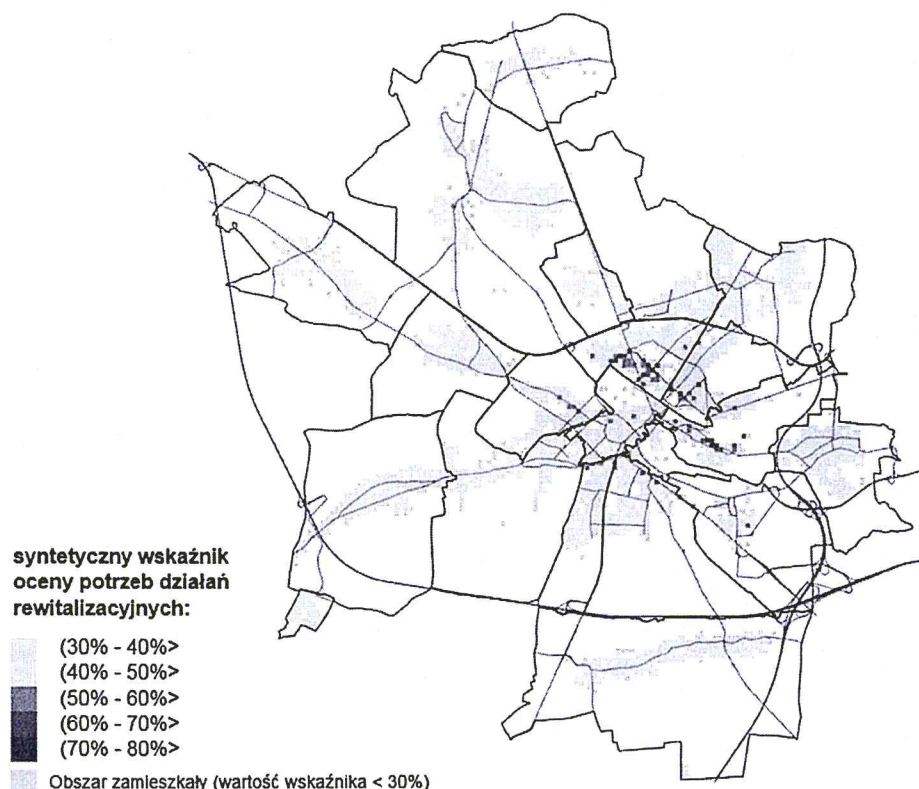 syntetyczny wskaźnik
oceny potrzeb działań
rewitalizacyjnych:
(30% - 40%>
(40% - 50%>
(50% - 60%>
(60% - 70%>
(70% - 80%>
Obszar zamieszkały (wartość wskaźnika < 30%)